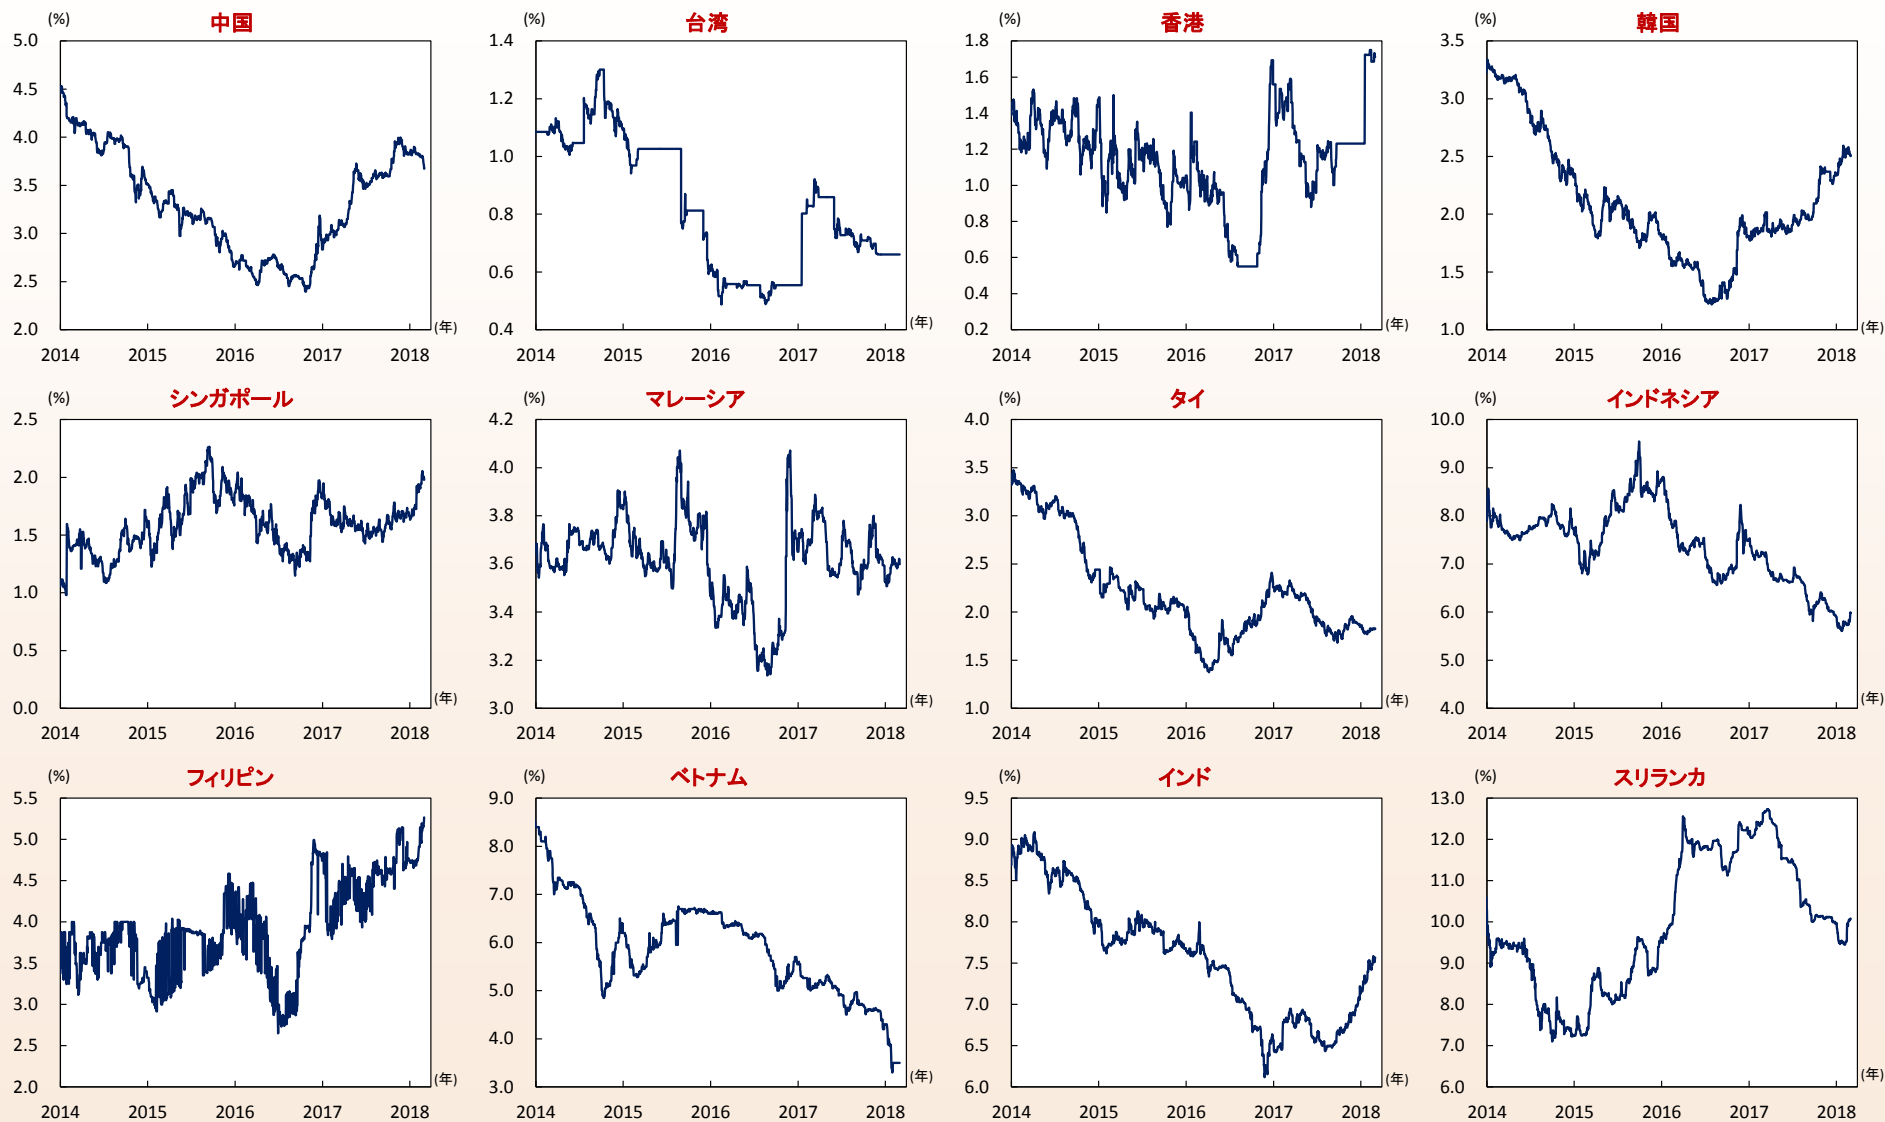 (%) 中国
5.0
4.5
4.0
3.5
3.0
2.5
2.0
(年)
2014 2015 2016 2017 2018
(%) 台湾
1.4
1.2
1.0
0.8
0.6
0.4
(年)
2014 2015 2016 2017 2018
(%) 香港
1.8
1.6
1.4
1.2
1.0
0.8
0.6
0.4
0.2
(年)
2014 2015 2016 2017 2018
(%) 韓国
3.5
3.0
2.5
2.0
1.5
1.0
(年)
2014 2015 2016 2017 2018
(%) シンガポール
2.5
2.0
1.5
1.0
0.5
0.0
(年)
2014 2015 2016 2017 2018
(%) マレーシア
4.2
4.0
3.8
3.6
3.4
3.2
3.0
(年)
2014 2015 2016 2017 2018
(%) タイ
4.0
3.5
3.0
2.5
2.0
1.5
1.0
(年)
2014 2015 2016 2017 2018
(%) インドネシア
10.0
9.0
8.0
7.0
6.0
5.0
4.0
(年)
2014 2015 2016 2017 2018
(%) フィリピン
5.5
5.0
4.5
4.0
3.5
3.0
2.5
2.0
(年)
2014 2015 2016 2017 2018
(%) ベトナム
9.0
8.0
7.0
6.0
5.0
4.0
3.0
(年)
2014 2015 2016 2017 2018
(%) インド
9.5
9.0
8.5
8.0
7.5
7.0
6.5
6.0
(年)
2014 2015 2016 2017 2018
(%) スリランカ
13.0
12.0
11.0
10.0
9.0
8.0
7.0
6.0
(年)
2014 2015 2016 2017 2018